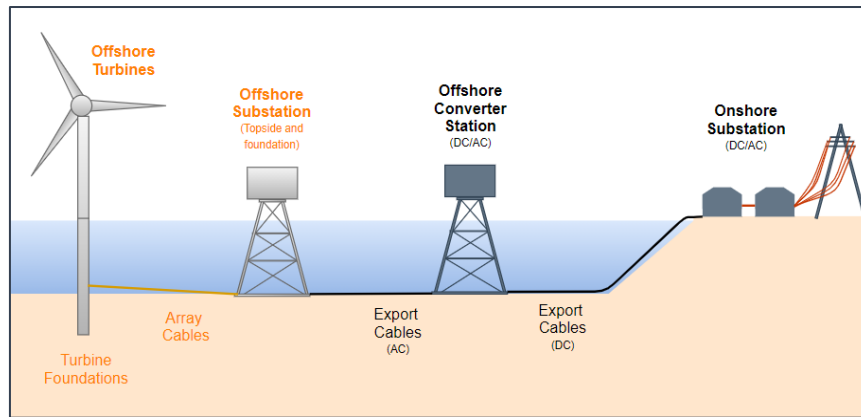 Offshore
Turbines
Offshore
Substation
(Topside and
foundation)
Offshore
Converter
Station
(DC/AC)
Onshore
Substation
(DC/AC)
Array
Cables
Export
Cables
(AC)
Export
Cables
(DC)
Turbine
Foundations